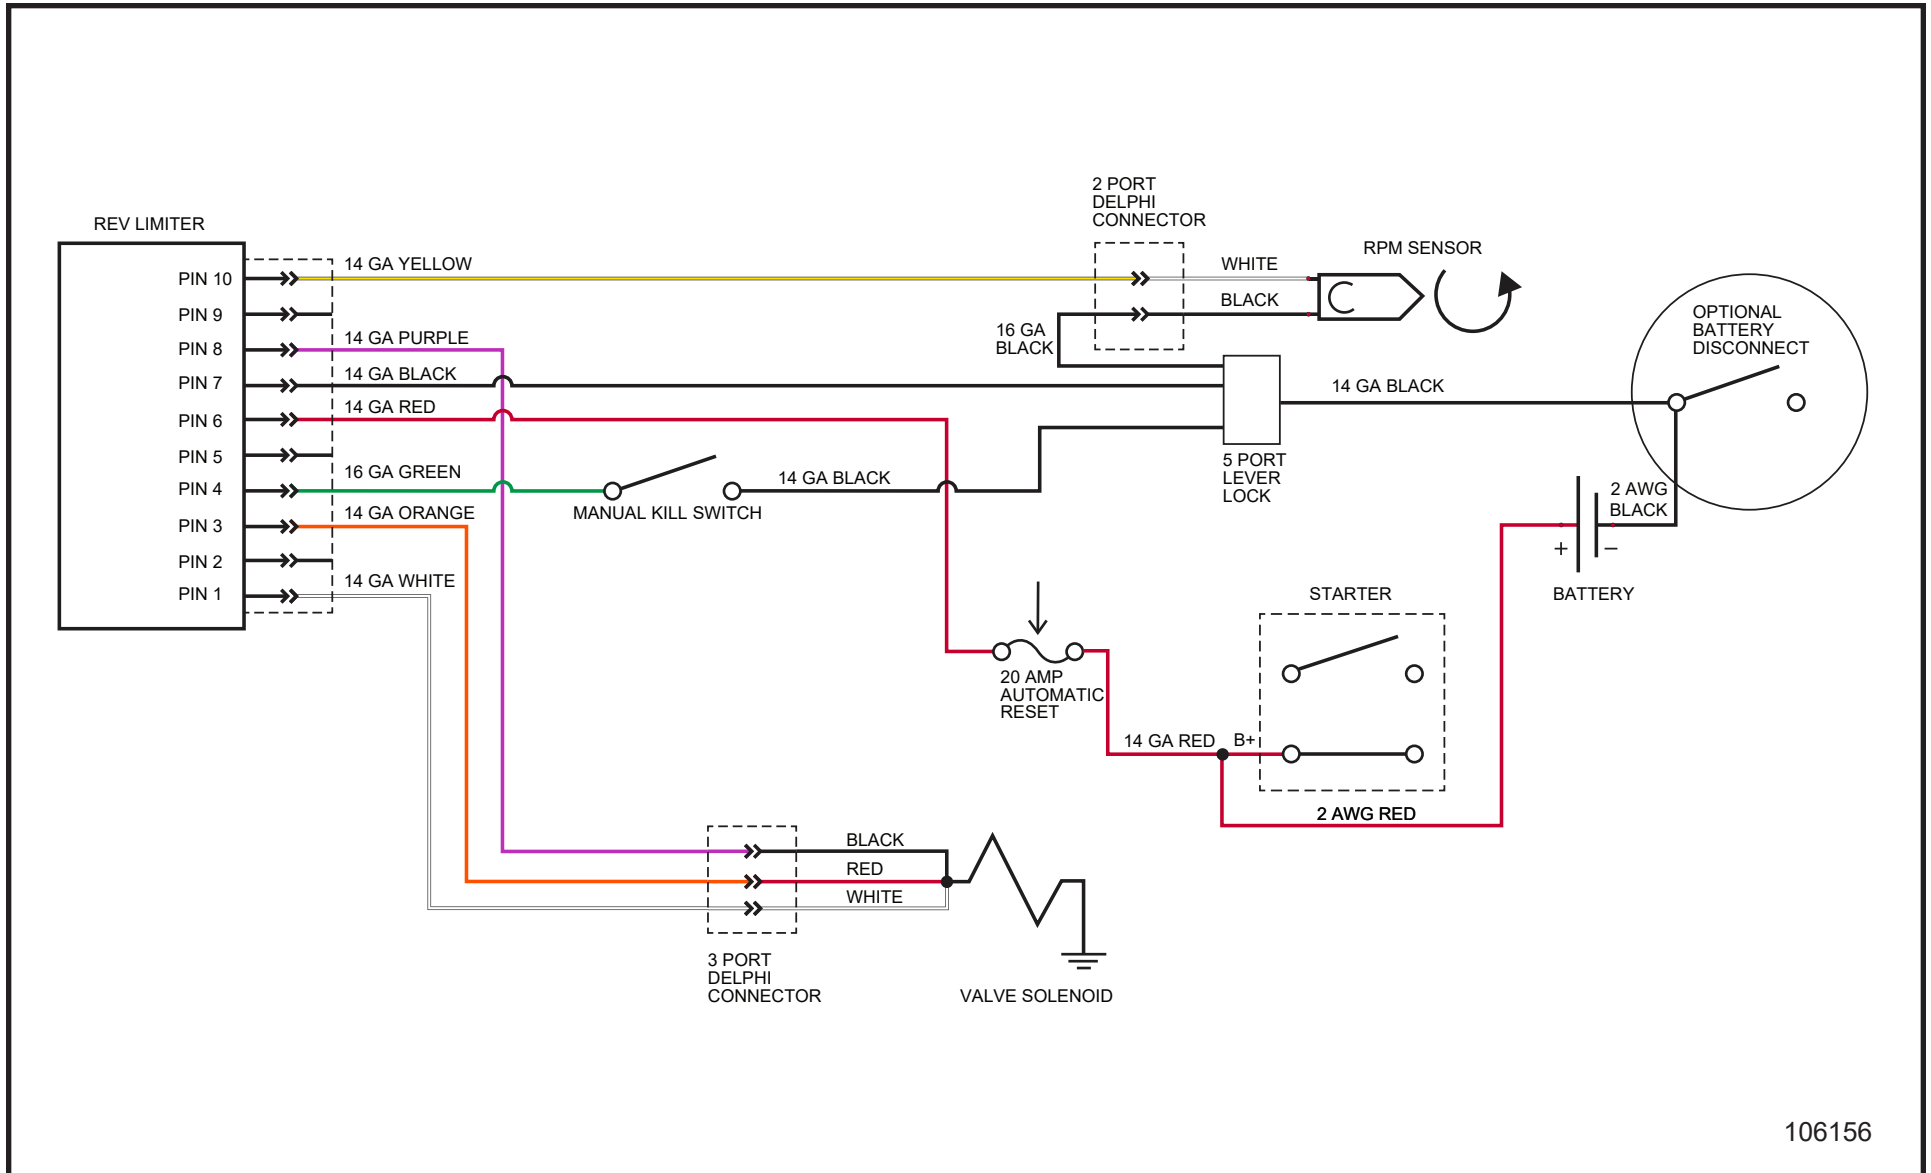 2 PORT
DELPHI
CONNECTOR
REV LIMITER
RPM SENSOR
PIN 10
14 GA YELLOW
WHITE
PIN 9
BLACK
OPTIONAL
BATTERY
DISCONNECT
16 GA
BLACK
PIN 8
14 GA PURPLE
PIN 7
14 GA BLACK
14 GA BLACK
PIN 6
14 GA RED
PIN 5
5 PORT
LEVER
LOCK
PIN 4
16 GA GREEN
14 GA BLACK
MANUAL KILL SWITCH
2 AWG
BLACK
PIN 3
14 GA ORANGE
+
–
PIN 2
PIN 1
14 GA WHITE
STARTER
BATTERY
20 AMP
AUTOMATIC
RESET
14 GA RED
B+
2 AWG RED
BLACK
RED
WHITE
3 PORT
DELPHI
CONNECTOR
VALVE SOLENOID
106156